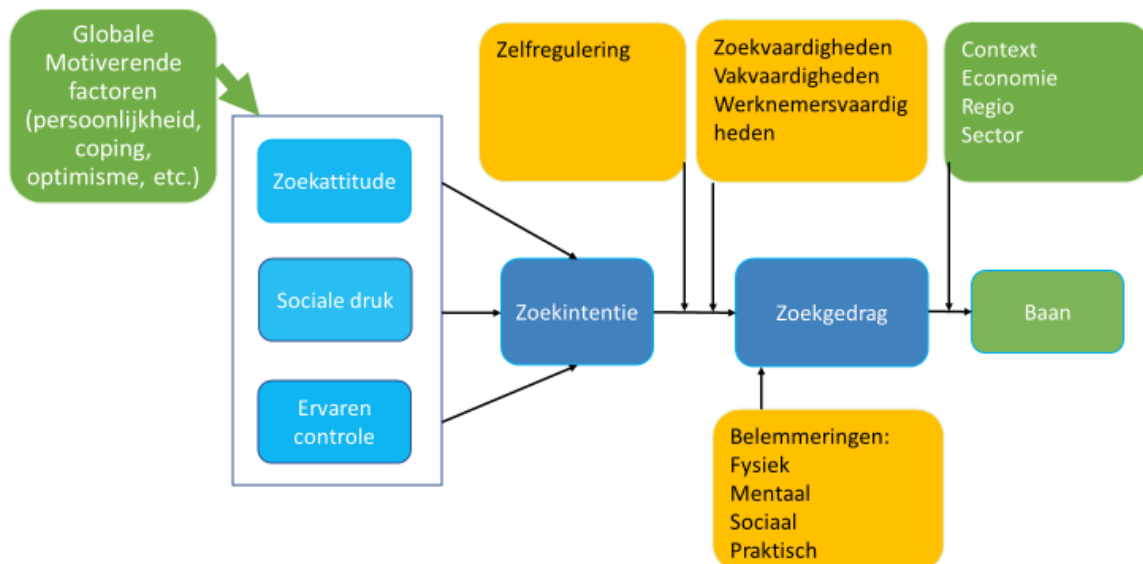 Globale
Motiverende
factoren
(persoonlijkheid,
coping,
optimisme, etc.)
Zelfregulering
Zoekvaardigheden
Vakvaardigheden
Werknemersvaardig
heden
Context
Economie
Regio
Sector
Zoekattitude
Sociale druk
Ervaren
controle
Zoekintentie
Zoekgedrag
Baan
Belemmeringen:
Fysiek
Mentaal
Sociaal
Praktisch